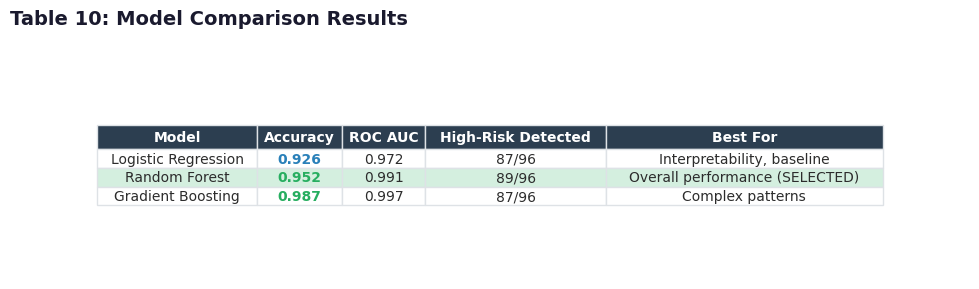 Table 10: Model Comparison Results
Model Accuracy ROC AUC High-Risk Detected Best For
Logistic Regression 0.926 0.972 87/96 Interpretability, baseline
Random Forest 0.952 0.991 89/96 Overall performance (SELECTED)
Gradient Boosting 0.987 0.997 87/96 Complex patterns